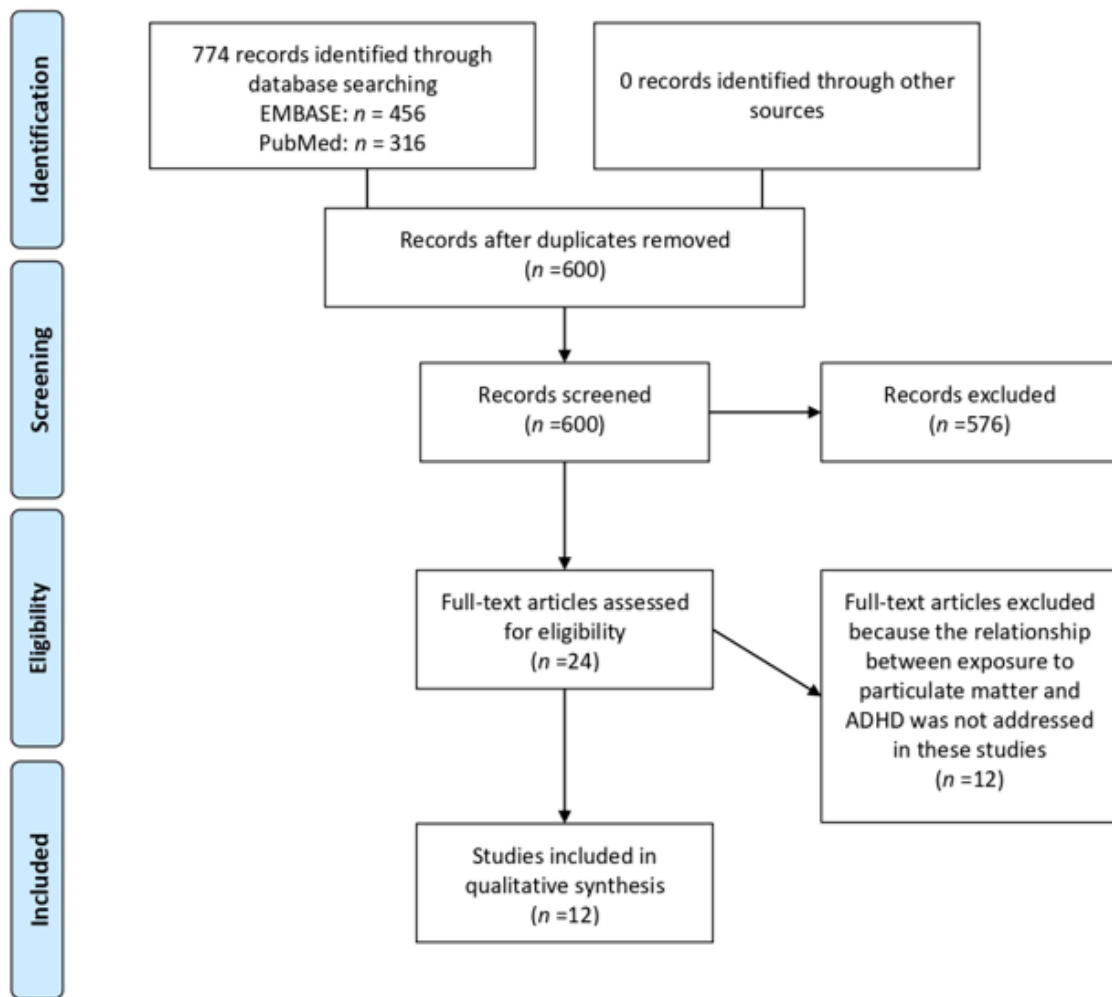 Identification
774 records identified through
database searching
EMBASE: n = 456
PubMed: n = 316
0 records identified through other
sources
Records after duplicates removed
(n =600)
Screening
Records screened
(n =600)
Records excluded
(n =576)
Eligibility
Full-text articles assessed
for eligibility
(n =24)
Full-text articles excluded
because the relationship
between exposure to
particulate matter and
ADHD was not addressed
in these studies
(n =12)
Included
Studies included in
qualitative synthesis
(n =12)